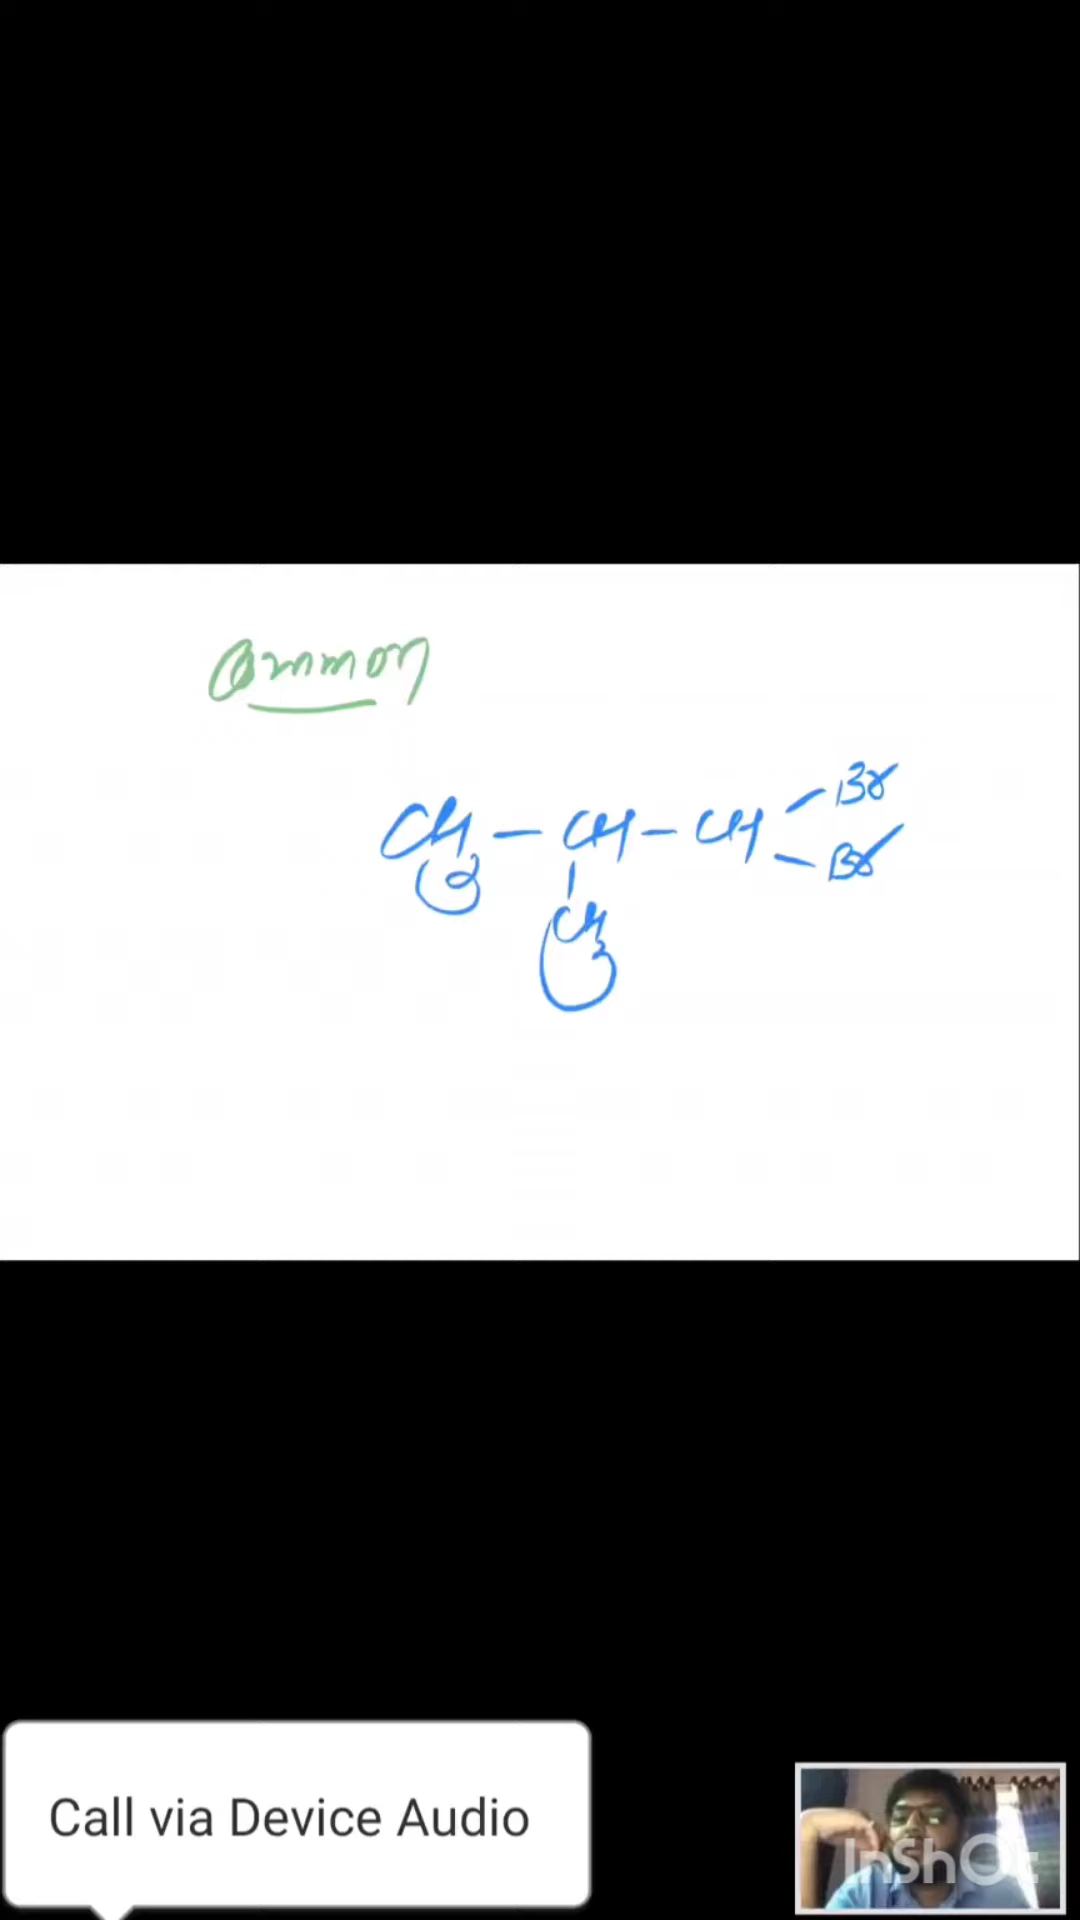 Common
CH3 – CH – CH – Br
– Br
|
CH3
Call via Device Audio
InShOt